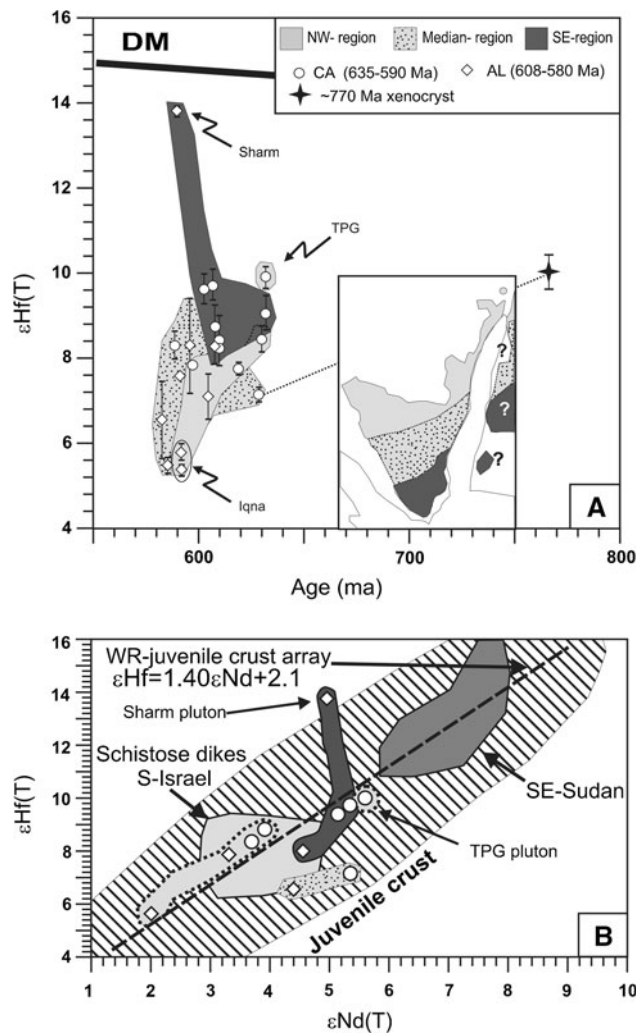 DM
NW- region
Median- region
SE-region
CA (635-590 Ma)
AL (608-580 Ma)
~770 Ma xenocryst
Sharm
TPG
Iqna
?
?
?
A
16
14
12
10
8
6
4
εHf(T)
600
700
800
Age (ma)
WR-juvenile crust array
εHf=1.40εNd+2.1
Sharm pluton
Schistose dikes
S-Israel
SE-Sudan
TPG pluton
Juvenile crust
B
16
14
12
10
8
6
4
εHf(T)
1
2
3
4
5
6
7
8
9
10
εNd(T)